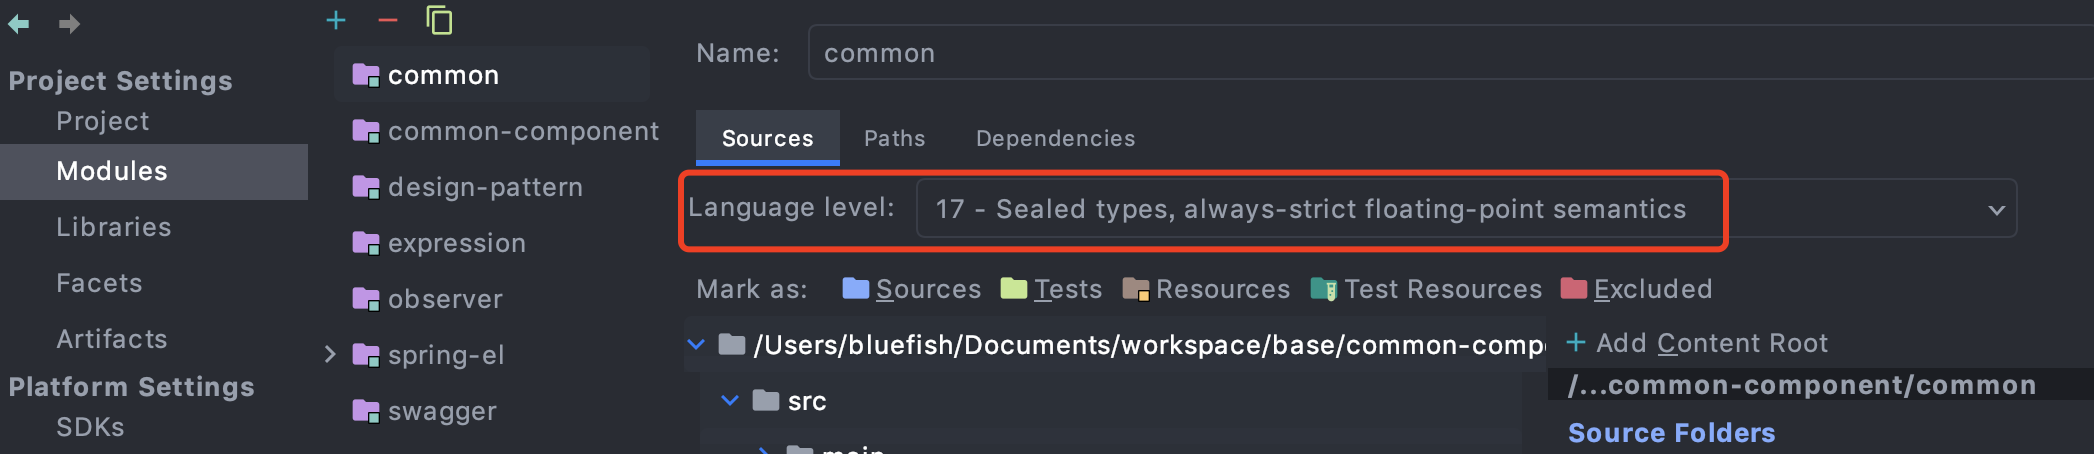 Project Settings
Project
Modules
Libraries
Facets
Artifacts
Platform Settings
SDKs
common
common-component
design-pattern
expression
observer
spring-el
swagger
Name: common
Sources Paths Dependencies
Language level: 17 - Sealed types, always-strict floating-point semantics
Mark as: Sources Tests Resources Test Resources Excluded
/Users/bluefish/Documents/workspace/base/common-comp
src
main
+ Add Content Root
/...common-component/common
Source Folders